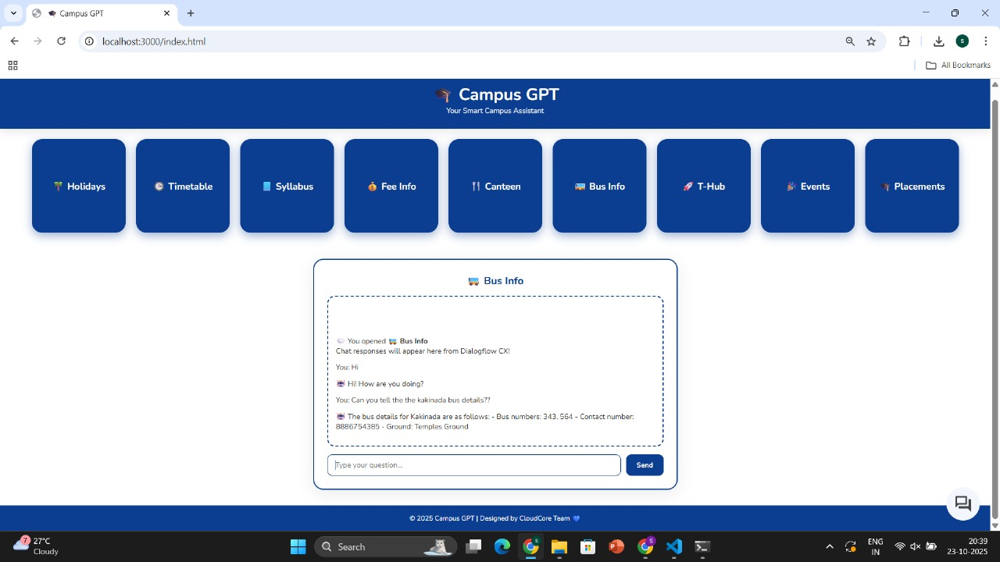 Campus GPT
localhost:3000/index.html
All Bookmarks
Campus GPT
Your Smart Campus Assistant
Holidays
Timetable
Syllabus
Fee Info
Canteen
Bus Info
T-Hub
Events
Placements
Bus Info
You opened Bus Info
Chat responses will appear here from Dialogflow CX!
You: Hi
Hi! How are you doing?
You: Can you tell the the kakinada bus details??
The bus details for Kakinada are as follows: - Bus numbers: 343, 564 - Contact number:
8886754385 - Ground: Temples Ground
Type your question...
Send
© 2025 Campus GPT | Designed by CloudCore Team
7
27°C
Cloudy
Search
ENG
IN
20:39
23-10-2025